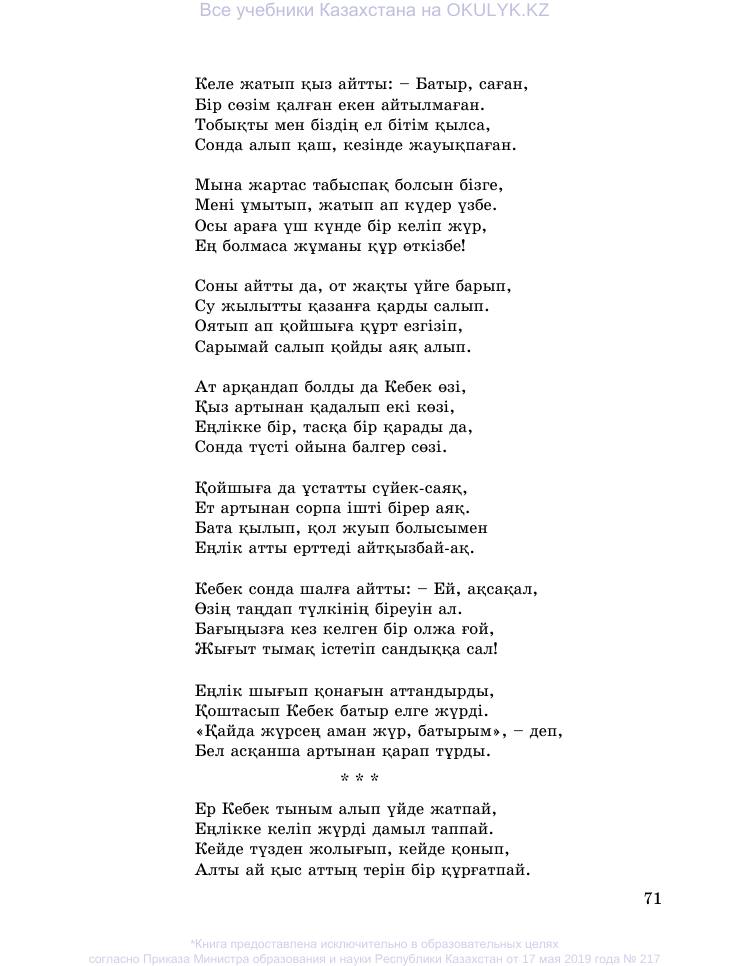 Все учебники Казахстана на OKULYK.KZ
Келе жатып қыз айтты: – Батыр, саған,
Бір сөзім қалған екен айтылмаған.
Тобықты мен біздің ел бітім қылса,
Сонда алып қаш, кезінде жауықпаған.
Мына жартас табыспақ болсын бізге,
Мені ұмытып, жатып ап күдер үзбе.
Осы араға үш күнде бір келіп жүр,
Ең болмаса жұманы құр өткізбе!
Соны айтты да, от жақты үйге барып,
Су жылытты қазанға қарды салып.
Оятып ап қойшыға құрт езгізіп,
Сарымай салып қойды аяқ алып.
Ат арқандап болды да Кебек өзі,
Қыз артынан қадалып екі көзі,
Еңлікке бір, тасқа бір қарады да,
Сонда түсті ойына балгер сөзі.
Қойшыға да ұстатты сүйек-саяқ,
Ет артынан сорпа ішті бірер аяқ.
Бата қылып, қол жуып болысымен
Еңлік атты ерттеді айтқызбай-ақ.
Кебек сонда шалға айтты: – Ей, ақсақал,
Өзің таңдап түлкінің біреуін ал.
Бағыңызға кез келген бір олжа ғой,
Жығыт тымақ істетіп сандыққа сал!
Еңлік шығып қонағын аттандырды,
Қоштасып Кебек батыр елге жүрді.
«Қайда жүрсең аман жүр, батырым», – деп,
Бел асқанша артынан қарап тұрды.
* * *
Ер Кебек тыным алып үйде жатпай,
Еңлікке келіп жүрді дамыл таппай.
Кейде түзден жолығып, кейде қонып,
Алты ай қыс аттың терін бір құрғатпай.
71
*Книга предоставлена исключительно в образовательных целях
согласно Приказа Министра образования и науки Республики Казахстан от 17 мая 2019 года № 217